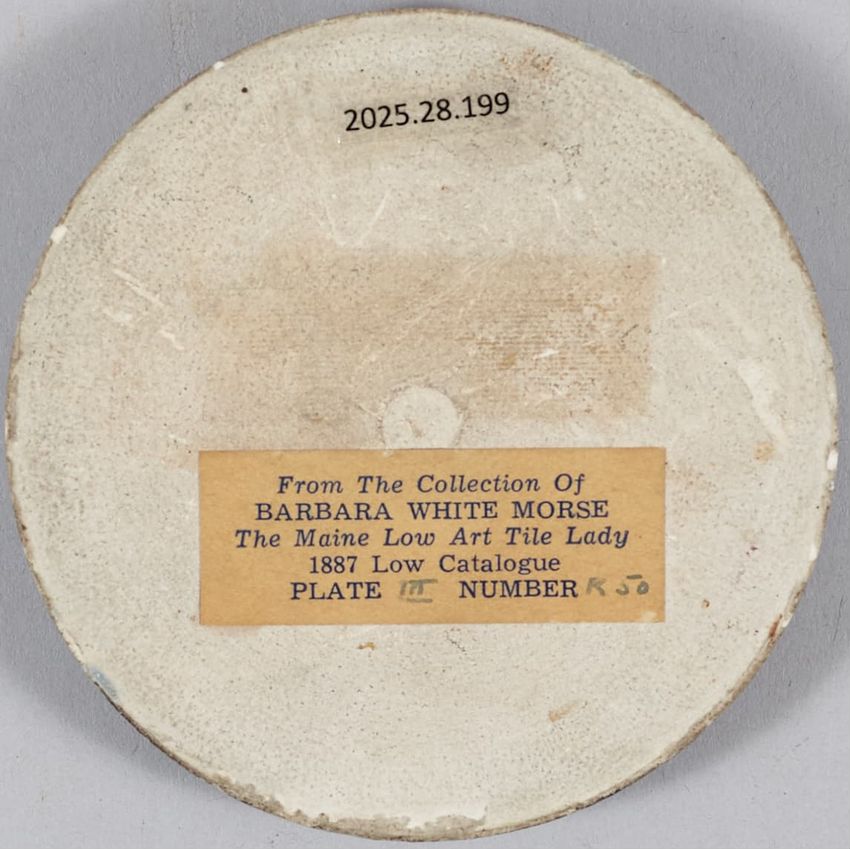 2025.28.199
From The Collection Of
BARBARA WHITE MORSE
The Maine Low Art Tile Lady
1887 Low Catalogue
PLATE III NUMBER K 50